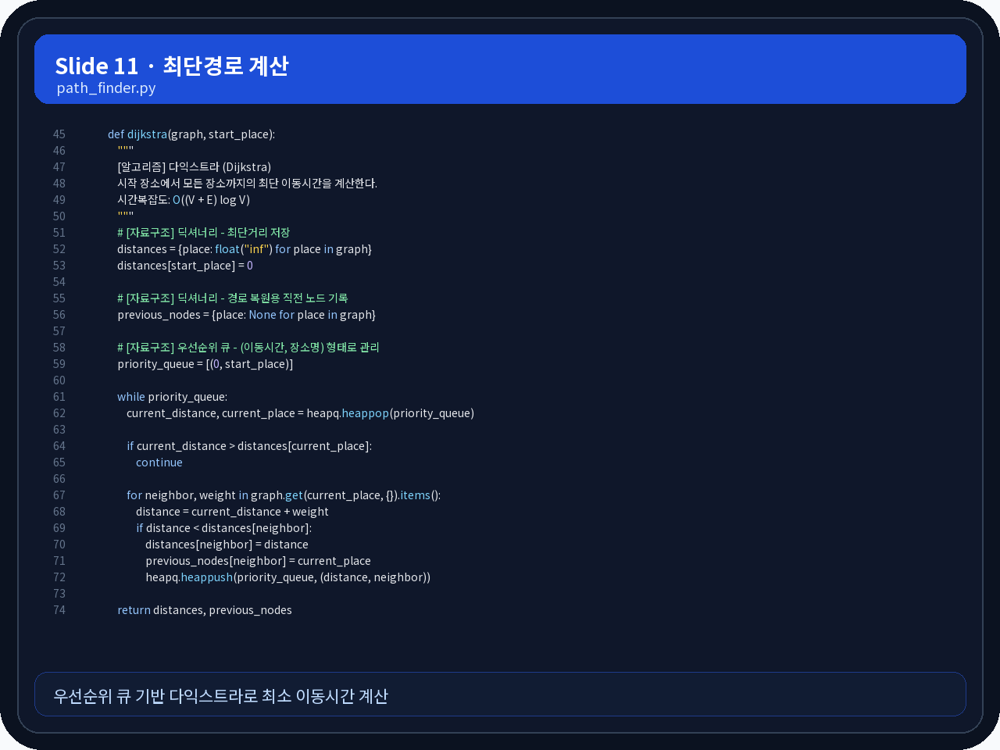 Slide 11 · 최단경로 계산
path_finder.py
45 def dijkstra(graph, start_place):
46 """
47 [알고리즘] 다익스트라 (Dijkstra)
48 시작 장소에서 모든 장소까지의 최단 이동시간을 계산한다.
49 시간복잡도: O((V + E) log V)
50 """
51 # [자료구조] 딕셔너리 - 최단거리 저장
52 distances = {place: float("inf") for place in graph}
53 distances[start_place] = 0
54
55 # [자료구조] 딕셔너리 - 경로 복원용 직전 노드 기록
56 previous_nodes = {place: None for place in graph}
57
58 # [자료구조] 우선순위 큐 - (이동시간, 장소명) 형태로 관리
59 priority_queue = [(0, start_place)]
60
61 while priority_queue:
62 current_distance, current_place = heapq.heappop(priority_queue)
63
64 if current_distance > distances[current_place]:
65 continue
66
67 for neighbor, weight in graph.get(current_place, {}).items():
68 distance = current_distance + weight
69 if distance < distances[neighbor]:
70 distances[neighbor] = distance
71 previous_nodes[neighbor] = current_place
72 heapq.heappush(priority_queue, (distance, neighbor))
73
74 return distances, previous_nodes
우선순위 큐 기반 다익스트라로 최소 이동시간 계산